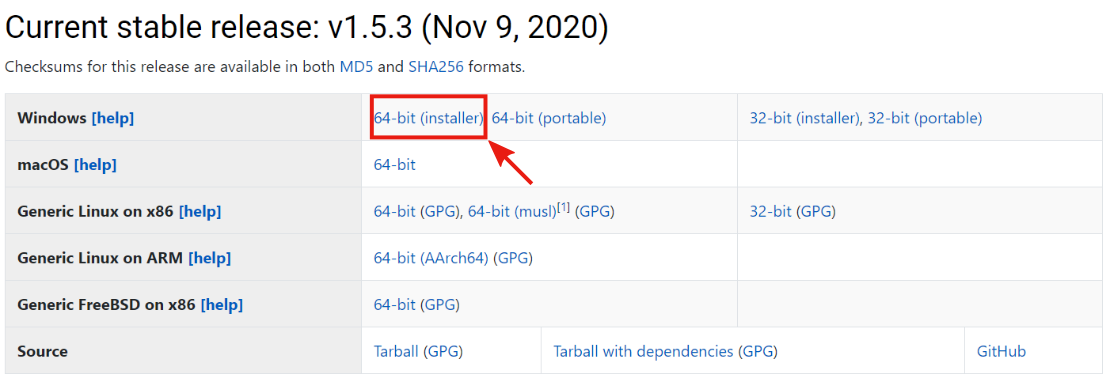 Current stable release: v1.5.3 (Nov 9, 2020)
Checksums for this release are available in both MD5 and SHA256 formats.
Windows [help] 64-bit (installer), 64-bit (portable) 32-bit (installer), 32-bit (portable)
macOS [help] 64-bit
Generic Linux on x86 [help] 64-bit (GPG), 64-bit (musl)[1] (GPG) 32-bit (GPG)
Generic Linux on ARM [help] 64-bit (AArch64) (GPG)
Generic FreeBSD on x86 [help] 64-bit (GPG)
Source Tarball (GPG) Tarball with dependencies (GPG) GitHub